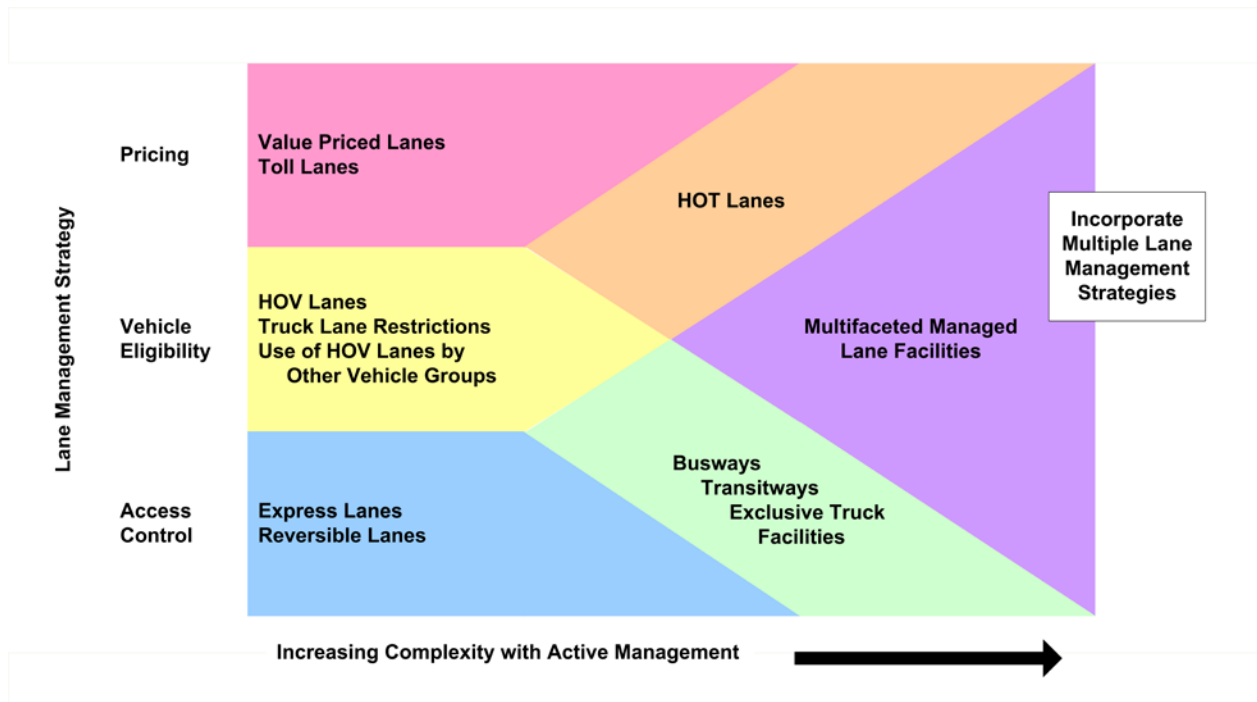 Lane Management Strategy
Pricing
Value Priced Lanes
Toll Lanes
HOT Lanes
Incorporate
Multiple Lane
Management
Strategies
Vehicle
Eligibility
HOV Lanes
Truck Lane Restrictions
Use of HOV Lanes by
Other Vehicle Groups
Multifaceted Managed
Lane Facilities
Access
Control
Express Lanes
Reversible Lanes
Busways
Transitways
Exclusive Truck
Facilities
Increasing Complexity with Active Management